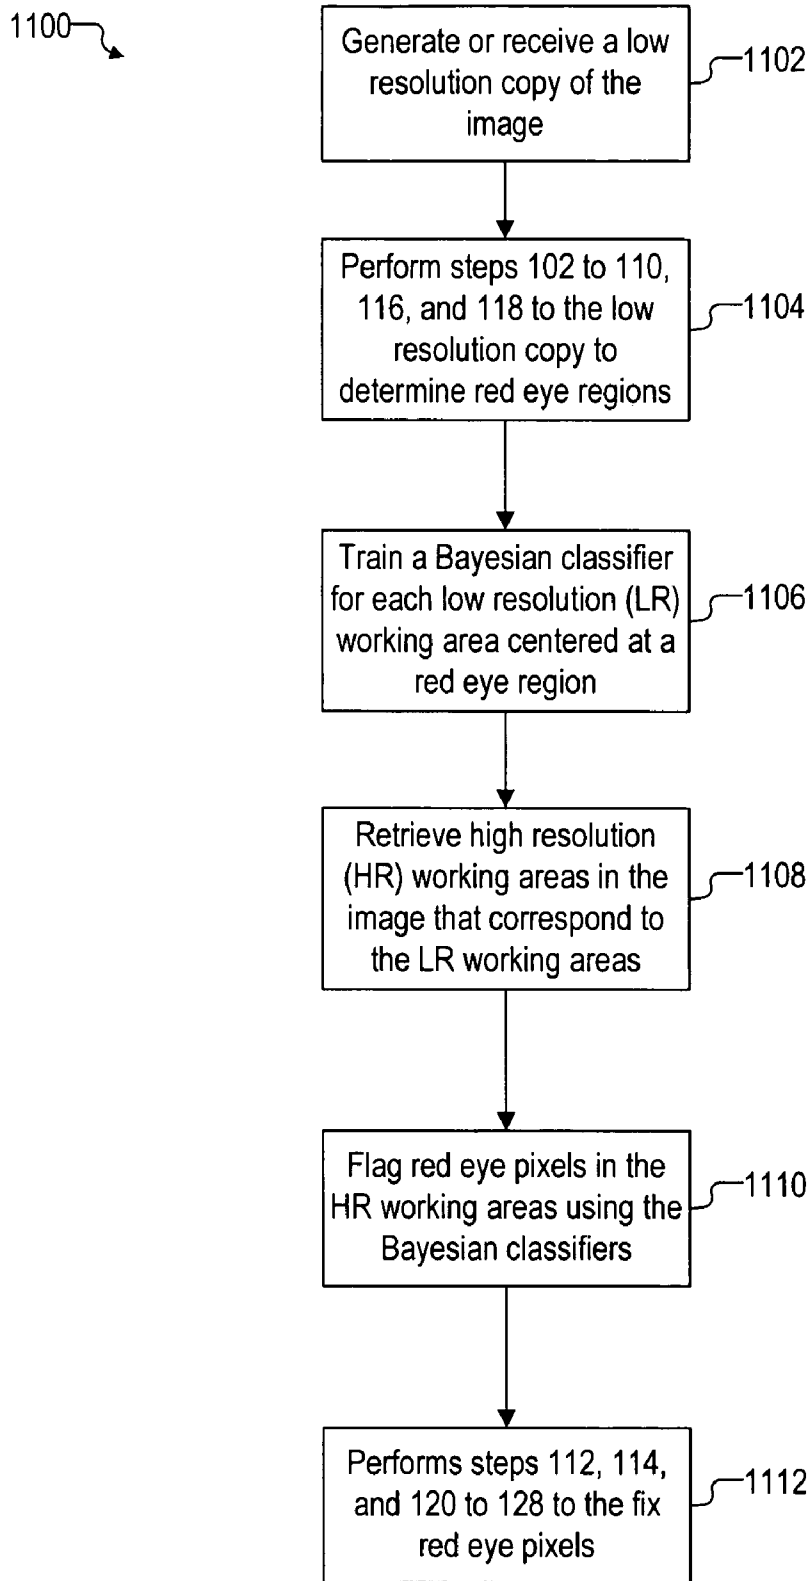 1100
Generate or receive a low
resolution copy of the
image
1102
Perform steps 102 to 110,
116, and 118 to the low
resolution copy to
determine red eye regions
1104
Train a Bayesian classifier
for each low resolution (LR)
working area centered at a
red eye region
1106
Retrieve high resolution
(HR) working areas in the
image that correspond to
the LR working areas
1108
Flag red eye pixels in the
HR working areas using the
Bayesian classifiers
1110
Performs steps 112, 114,
and 120 to 128 to the fix
red eye pixels
1112